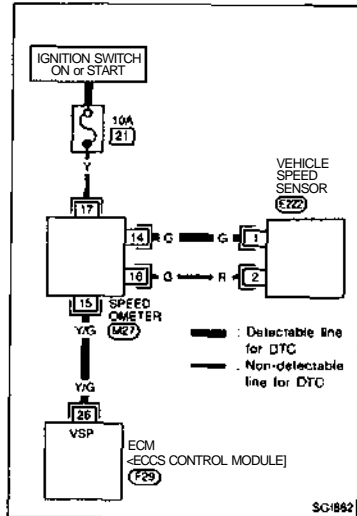 IGNITION SWITCH
ON or START
10A
21
Y
17
VEHICLE
SPEED
SENSOR
E222
14 G G 1
16 G R 2
15
SPEED
OMETER
M27
Y/G
: Detectable line
for DTC
: Non-detectable
line for DTC
Y/G
26
VSP
ECM
<ECCS CONTROL MODULE]
F29